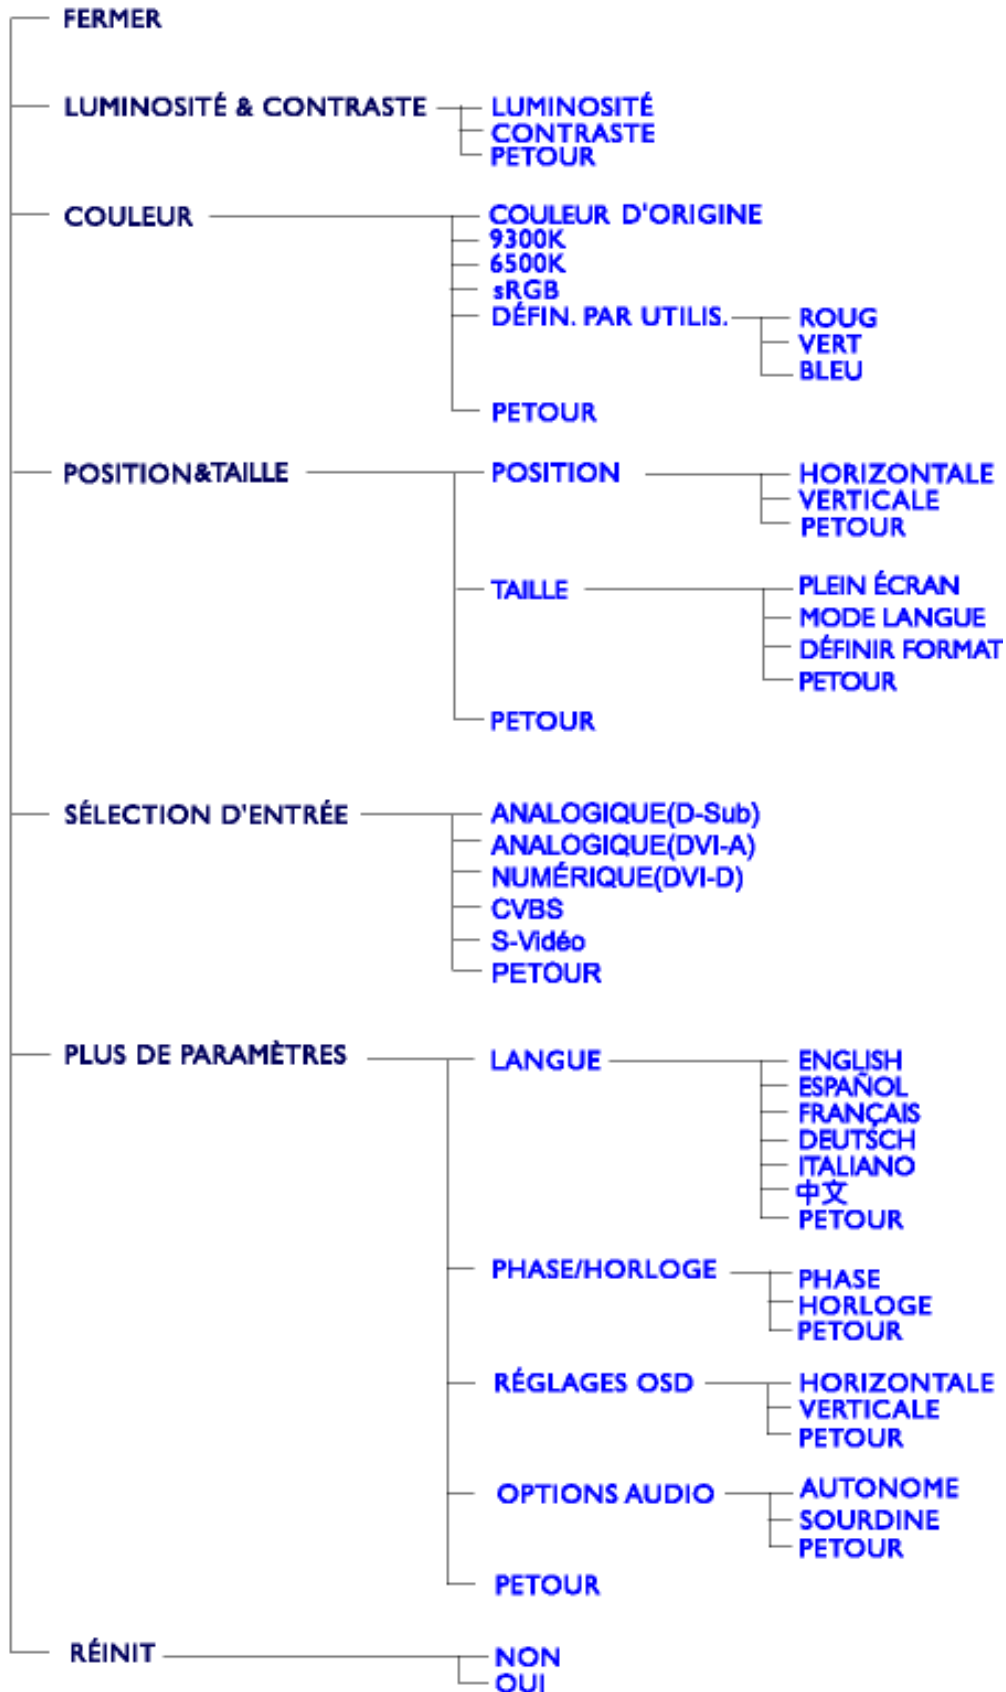 FERMER
LUMINOSITÉ & CONTRASTE
LUMINOSITÉ
CONTRASTE
PETOUR
COULEUR
COULEUR D'ORIGINE
9300K
6500K
sRGB
DÉFIN. PAR UTILIS.
ROUG
VERT
BLEU
PETOUR
POSITION&TAILLE
POSITION
HORIZONTALE
VERTICALE
PETOUR
TAILLE
PLEIN ÉCRAN
MODE LANGUE
DÉFINIR FORMAT
PETOUR
PETOUR
SÉLECTION D'ENTRÉE
ANALOGIQUE(D-Sub)
ANALOGIQUE(DVI-A)
NUMÉRIQUE(DVI-D)
CVBS
S-Vidéo
PETOUR
PLUS DE PARAMÈTRES
LANGUE
ENGLISH
ESPAÑOL
FRANÇAIS
DEUTSCH
ITALIANO
中文
PETOUR
PHASE/HORLOGE
PHASE
HORLOGE
PETOUR
RÉGLAGES OSD
HORIZONTALE
VERTICALE
PETOUR
OPTIONS AUDIO
AUTONOME
SOURDINE
PETOUR
PETOUR
RÉINIT
NON
OUI